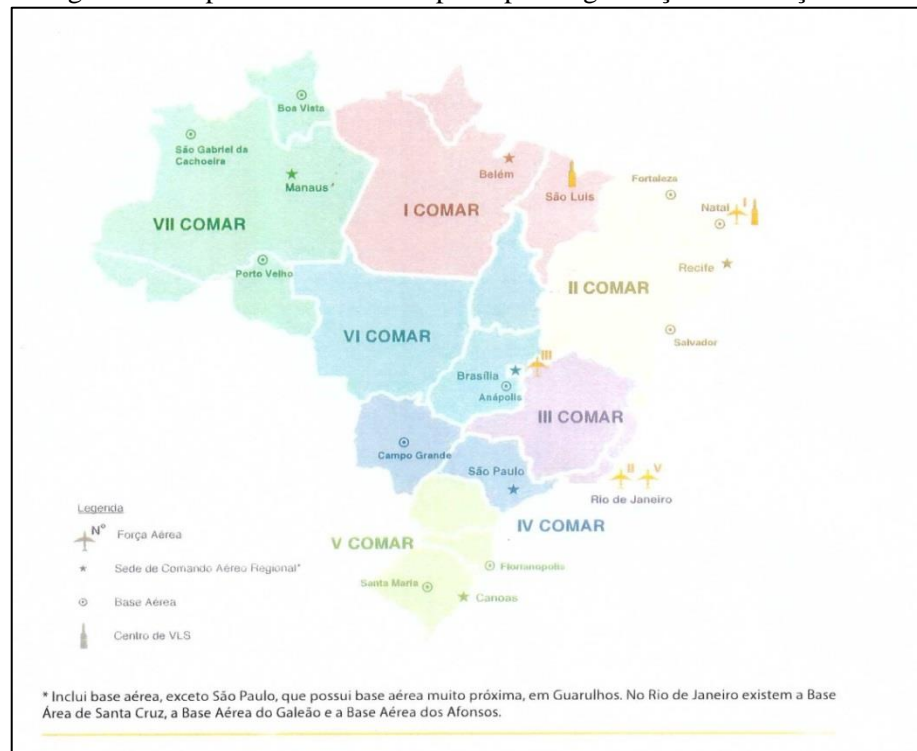 Boa Vista
São Gabriel da
Cachoeira
Manaus*
VII COMAR
Porto Velho
Belém
I COMAR
São Luis
Fortaleza
Natal
I
Recife
II COMAR
Salvador
VI COMAR
Brasília
III
Anápolis
III COMAR
Campo Grande
São Paulo
II
V
Rio de Janeiro
IV COMAR
V COMAR
Florianopolis
Santa Maria
Canoas
Legenda
Nº
Força Aérea
Sede de Comando Aéreo Regional*
Base Aérea
Centro de VLS
* Inclui base aérea, exceto São Paulo, que possui base aérea muito próxima, em Guarulhos. No Rio de Janeiro existem a Base
Área de Santa Cruz, a Base Aérea do Galeão e a Base Aérea dos Afonsos.